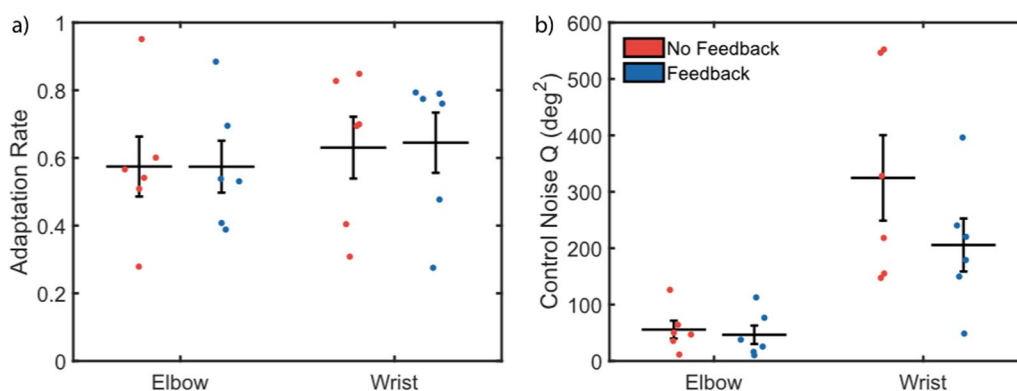 a)
Adaptation Rate
1
0.8
0.6
0.4
0.2
0
Elbow
Wrist
b)
Control Noise Q (deg²)
600
500
400
300
200
100
0
No Feedback
Feedback
Elbow
Wrist